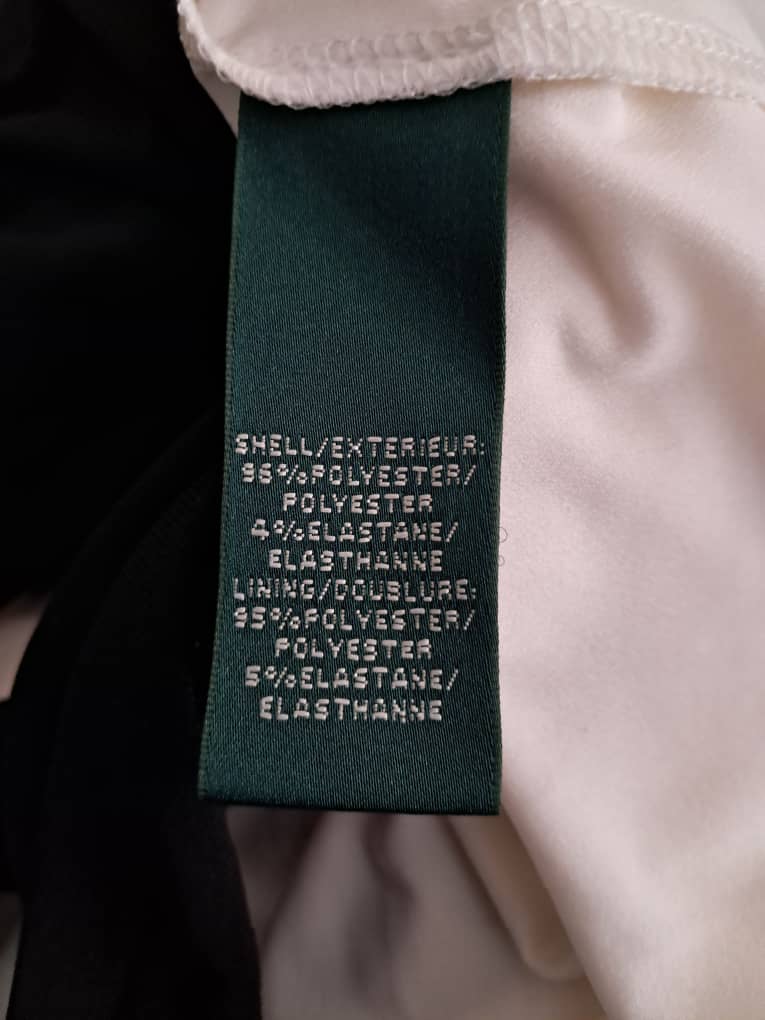 SHELL/EXTERIEUR:
96%POLYESTER/
POLYESTER
4%ELASTANE/
ELASTHANNE
LINING/DOUBLURE:
95%POLYESTER/
POLYESTER
5%ELASTANE/
ELASTHANNE